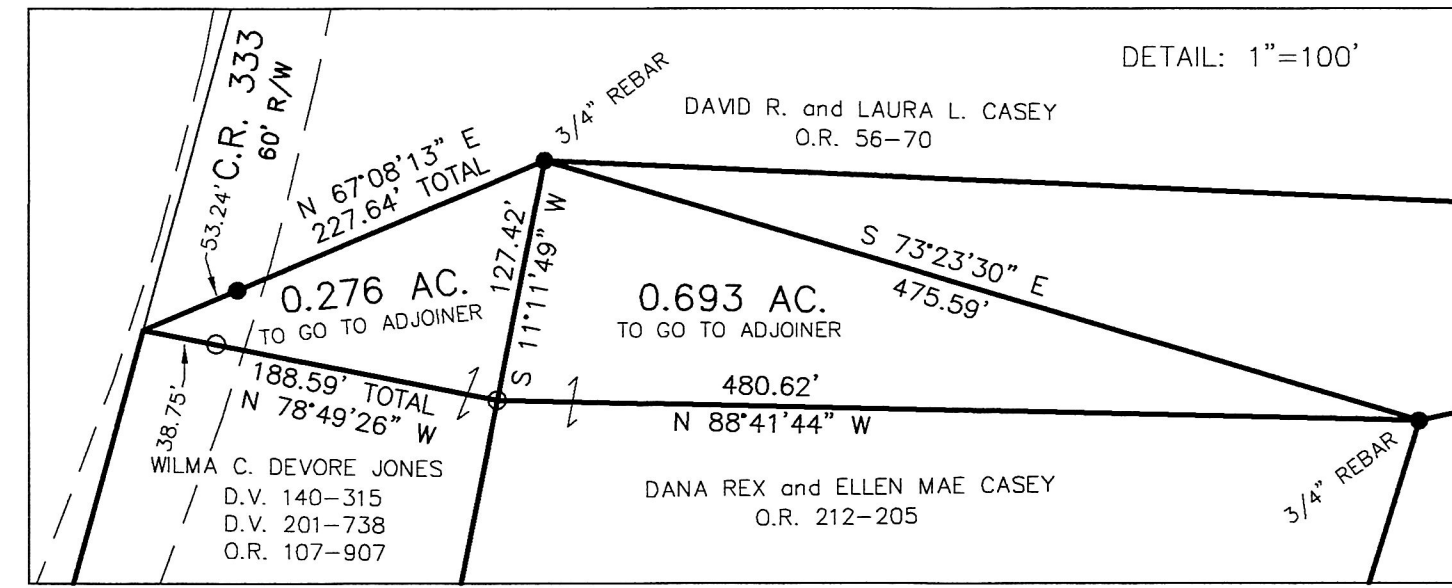 DETAIL: 1"=100'
C.R. 333
60' R/W
3/4" REBAR
DAVID R. and LAURA L. CASEY
O.R. 56-70
N 67°08'13" E
227.64' TOTAL
53.24'
127.42'
S 11°11'49" W
S 73°23'30" E
475.59'
0.276 AC.
TO GO TO ADJOINER
0.693 AC.
TO GO TO ADJOINER
188.59' TOTAL
N 78°49'26" W
38.75'
480.62'
N 88°41'44" W
WILMA C. DEVORE JONES
D.V. 140-315
D.V. 201-738
O.R. 107-907
DANA REX and ELLEN MAE CASEY
O.R. 212-205
3/4" REBAR